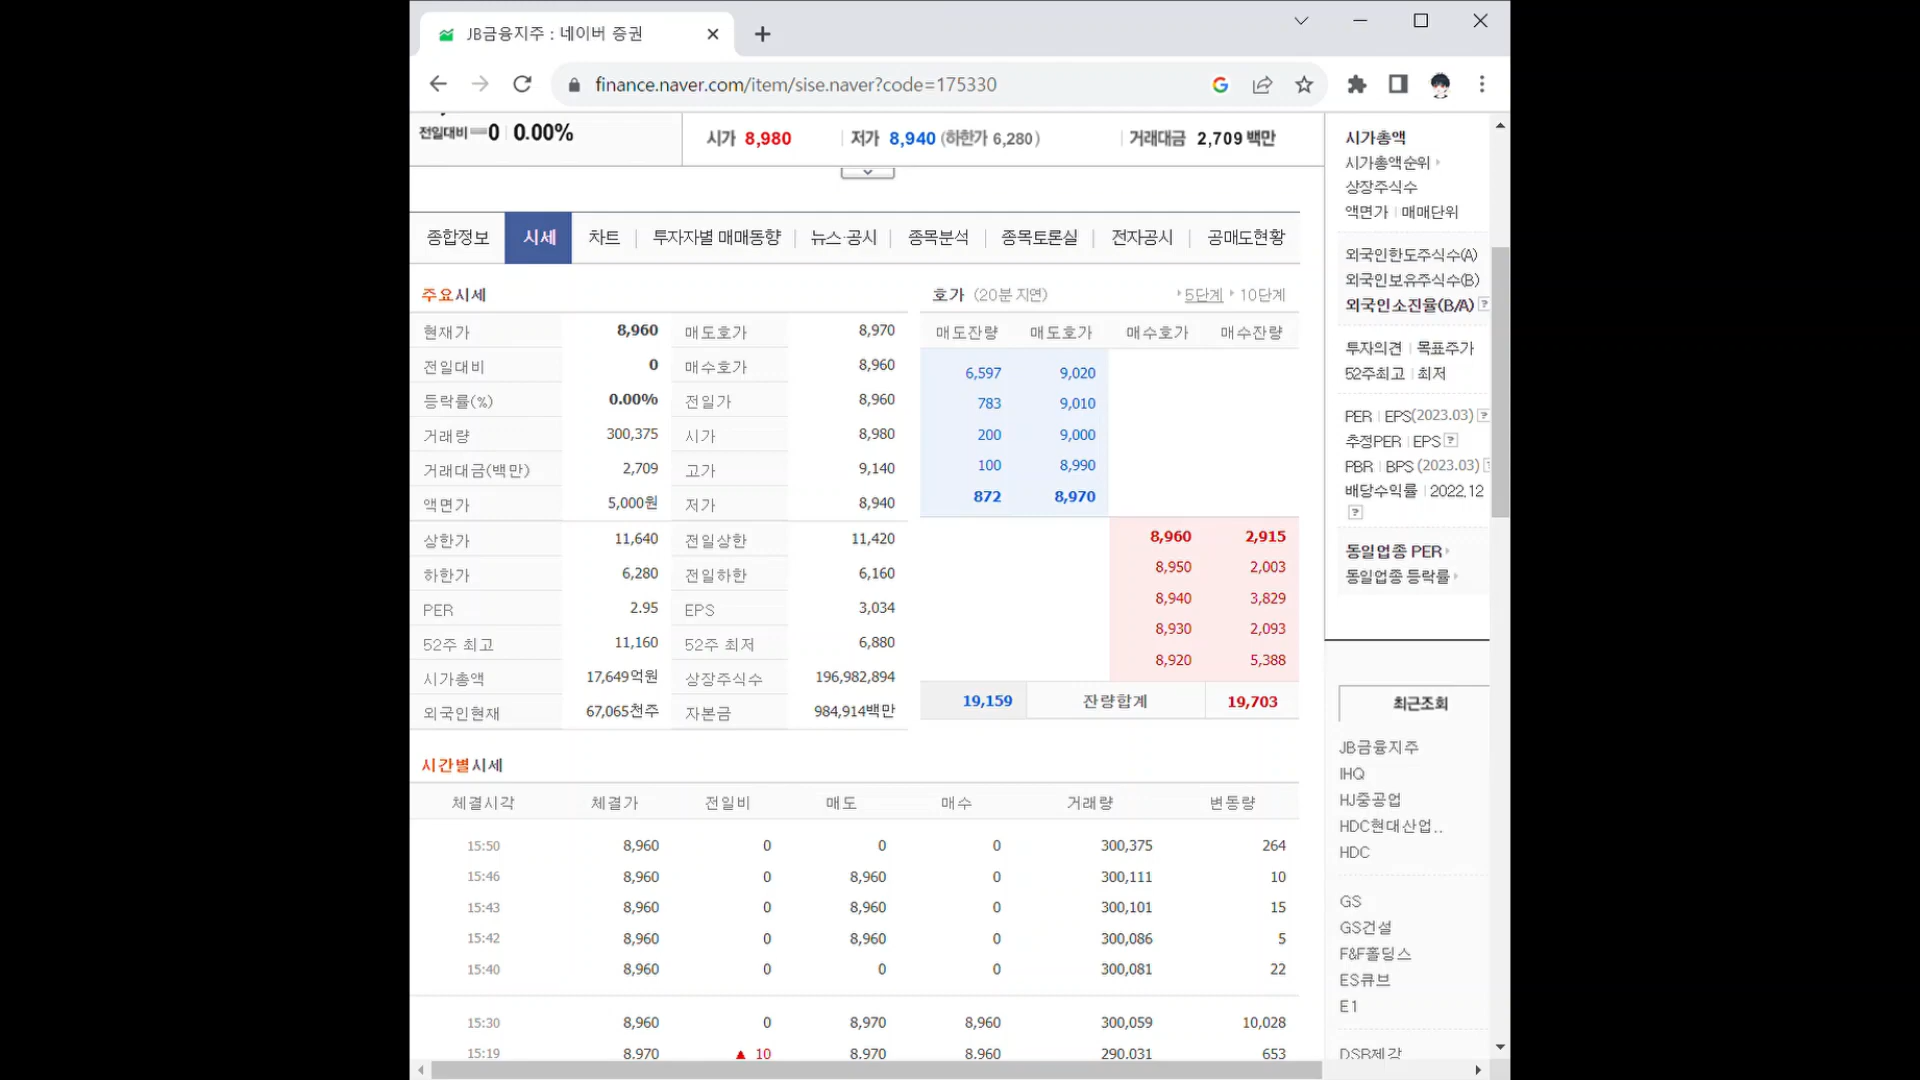 JB금융지주 : 네이버 증권
finance.naver.com/item/sise.naver?code=175330
전일대비 0 0.00%
시가 8,980 저가 8,940 (하한가 6,280) 거래대금 2,709 백만
종합정보 시세 차트 투자자별 매매동향 뉴스·공시 종목분석 종목토론실 전자공시 공매도현황
주요시세
현재가 8,960 매도호가 8,970
전일대비 0 매수호가 8,960
등락률(%) 0.00% 전일가 8,960
거래량 300,375 시가 8,980
거래대금(백만) 2,709 고가 9,140
액면가 5,000원 저가 8,940
상한가 11,640 전일상한 11,420
하한가 6,280 전일하한 6,160
PER 2.95 EPS 3,034
52주 최고 11,160 52주 최저 6,880
시가총액 17,649억원 상장주식수 196,982,894
외국인현재 67,065천주 자본금 984,914백만
호가 (20분 지연) 5단계 10단계
매도잔량 매도호가 매수호가 매수잔량
6,597 9,020
783 9,010
200 9,000
100 8,990
872 8,970
8,960 2,915
8,950 2,003
8,940 3,829
8,930 2,093
8,920 5,388
19,159 잔량합계 19,703
시간별시세
체결시각 체결가 전일비 매도 매수 거래량 변동량
15:50 8,960 0 0 0 300,375 264
15:46 8,960 0 8,960 0 300,111 10
15:43 8,960 0 8,960 0 300,101 15
15:42 8,960 0 8,960 0 300,086 5
15:40 8,960 0 0 0 300,081 22
15:30 8,960 0 8,970 8,960 300,059 10,028
15:19 8,970 ▲ 10 8,970 8,960 290,031 653
시가총액
시가총액순위
상장주식수
액면가 | 매매단위
외국인한도주식수(A)
외국인보유주식수(B)
외국인소진율(B/A) ?
투자의견 | 목표주가
52주최고 | 최저
PER | EPS(2023.03) ?
추정PER | EPS ?
PBR | BPS (2023.03) ?
배당수익률 | 2022.12
?
동일업종 PER
동일업종 등락률
최근조회
JB금융지주
IHQ
HJ중공업
HDC현대산업..
HDC
GS
GS건설
F&F홀딩스
ES큐브
E1
DSR제강